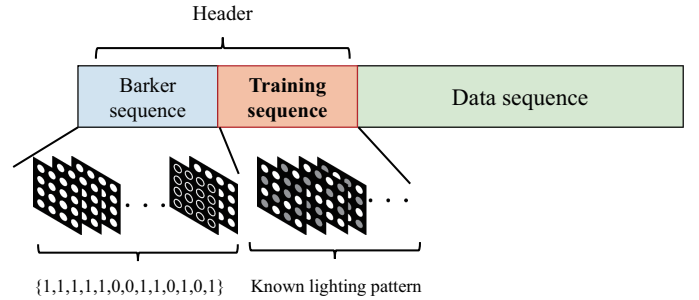 Header
Barker
sequence
Training
sequence
Data sequence
{1,1,1,1,1,0,0,1,1,0,1,0,1}
Known lighting pattern